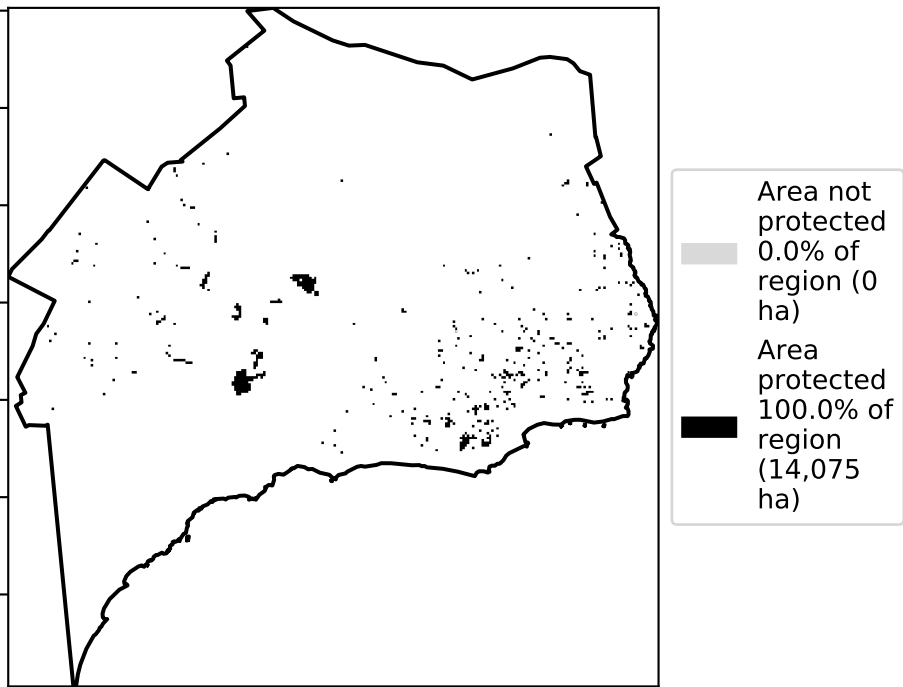 Area not
protected
0.0% of
region (0
ha)
Area
protected
100.0% of
region
(14,075
ha)